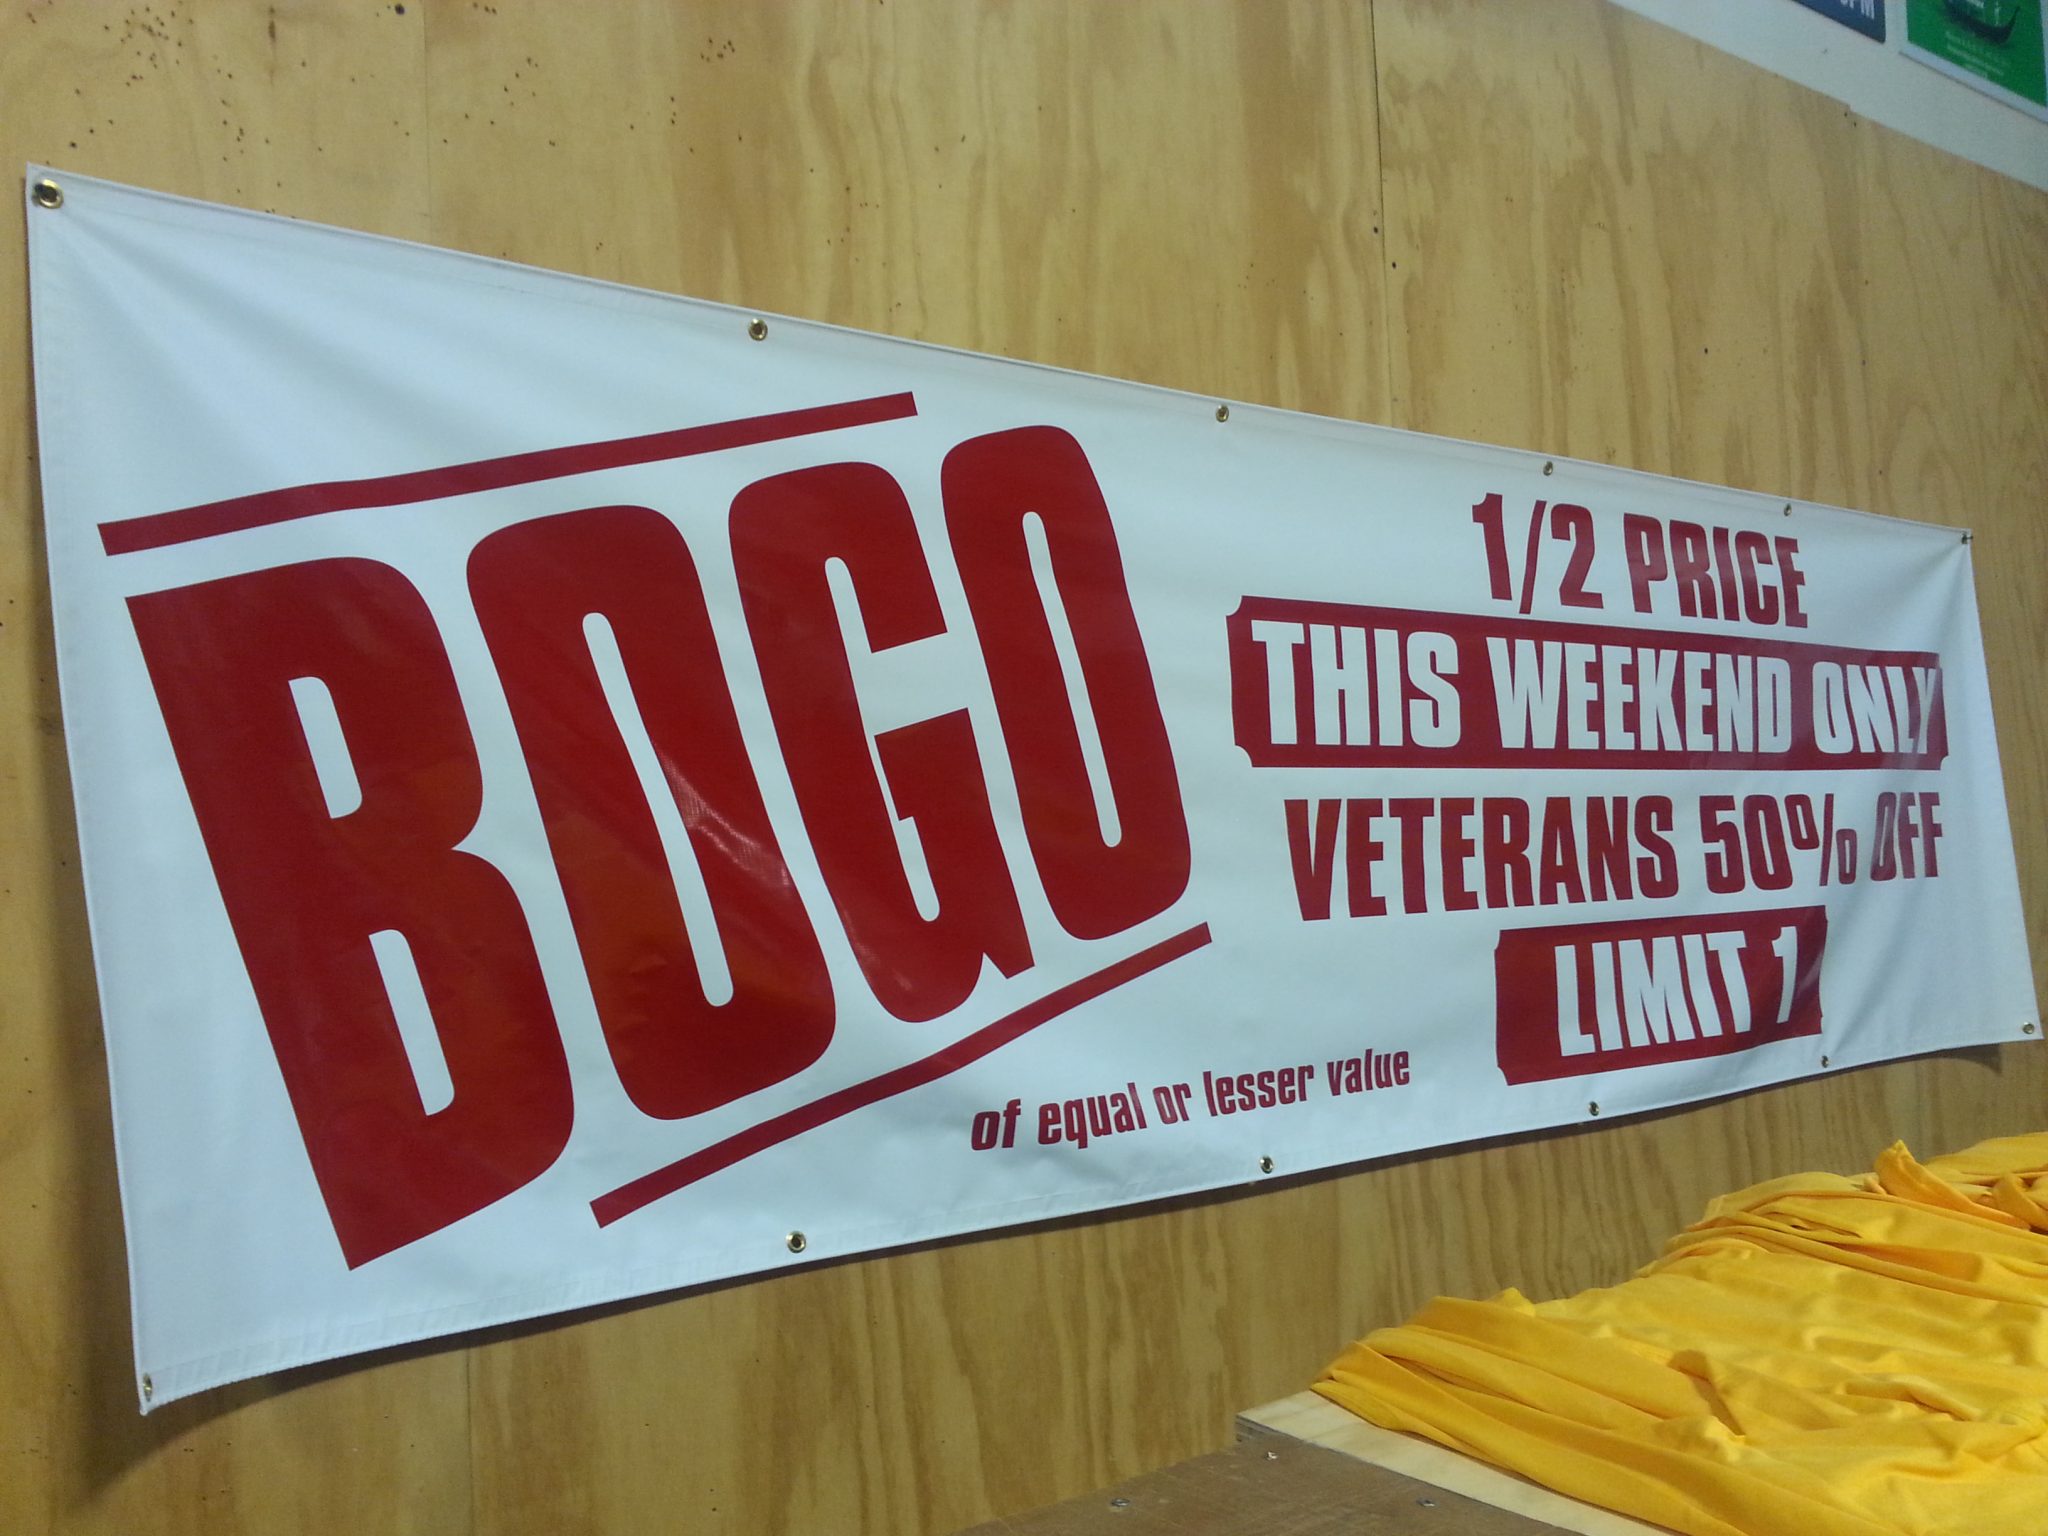 BOGO
of equal or lesser value
1/2 PRICE
THIS WEEKEND ONLY
VETERANS 50% OFF
LIMIT 1